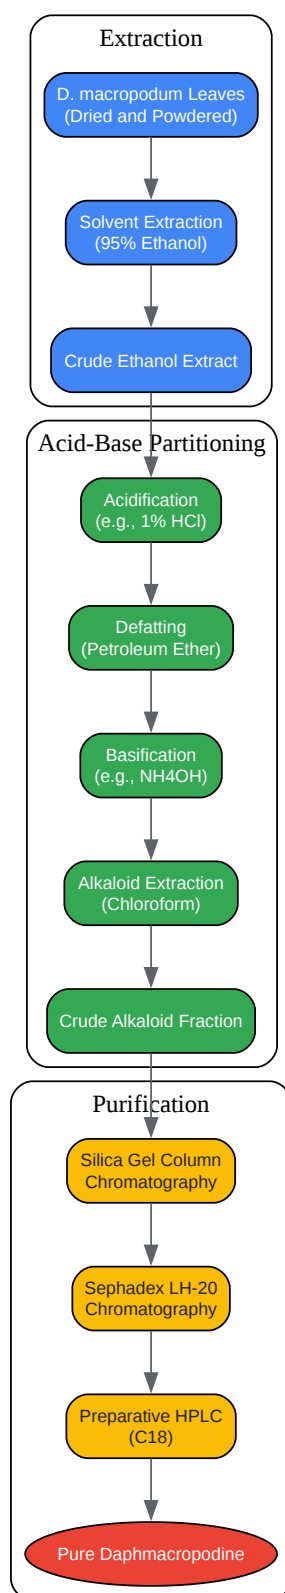 Extraction
D. macropodum Leaves
(Dried and Powdered)
Solvent Extraction
(95% Ethanol)
Crude Ethanol Extract
Acid-Base Partitioning
Acidification
(e.g., 1% HCl)
Defatting
(Petroleum Ether)
Basification
(e.g., NH4OH)
Alkaloid Extraction
(Chloroform)
Crude Alkaloid Fraction
Purification
Silica Gel Column
Chromatography
Sephadex LH-20
Chromatography
Preparative HPLC
(C18)
Pure Daphmacropodine